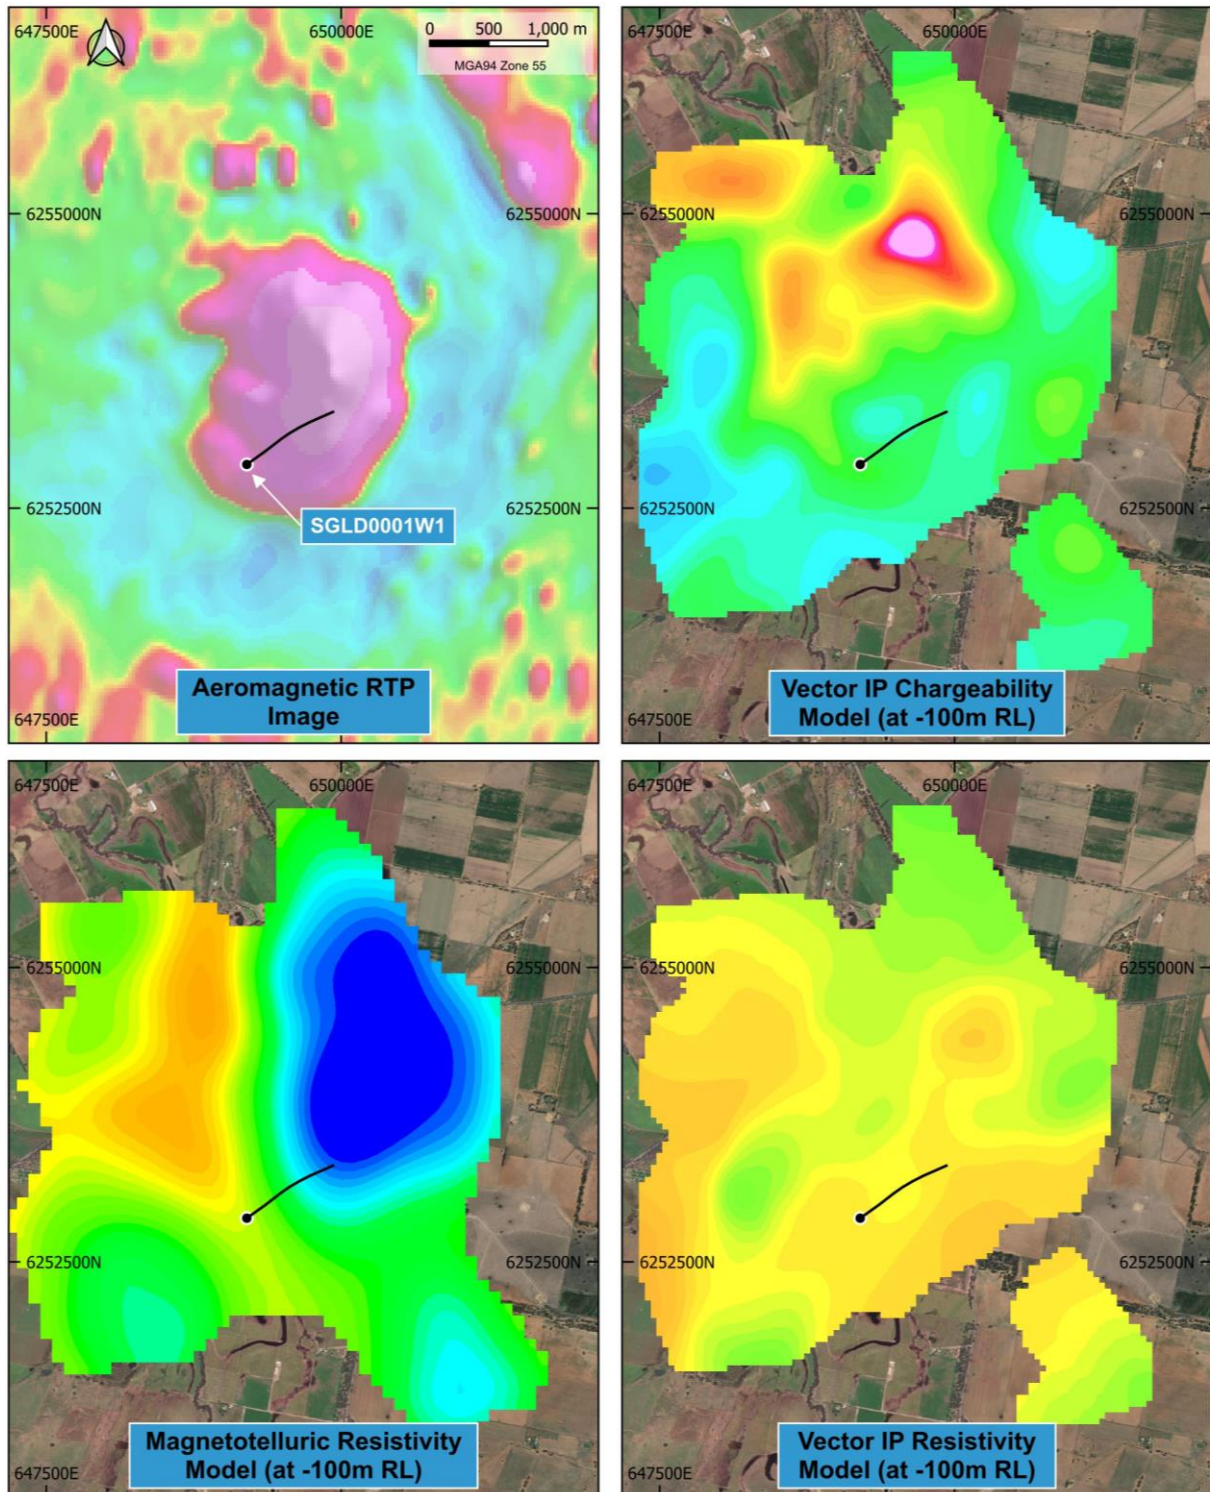 647500E
650000E
0 500 1,000 m
MGA94 Zone 55
6255000N
6255000N
6252500N
6252500N
SGLD0001W1
Aeromagnetic RTP
Image
647500E
647500E
650000E
6255000N
6255000N
6252500N
6252500N
Vector IP Chargeability
Model (at -100m RL)
647500E
647500E
650000E
6255000N
6255000N
6252500N
6252500N
Magnetotelluric Resistivity
Model (at -100m RL)
647500E
647500E
650000E
6255000N
6255000N
6252500N
6252500N
Vector IP Resistivity
Model (at -100m RL)
647500E